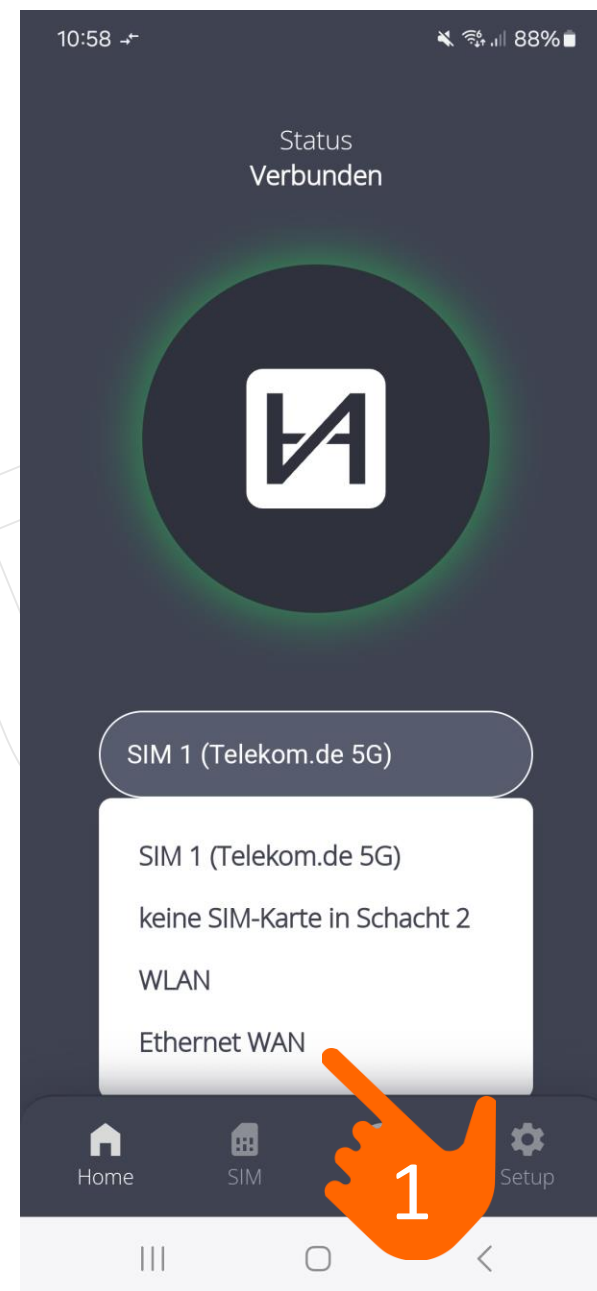 10:58
88%
Status
Verbunden
SIM 1 (Telekom.de 5G)
SIM 1 (Telekom.de 5G)
keine SIM-Karte in Schacht 2
WLAN
Ethernet WAN
1
Home
SIM
Setup